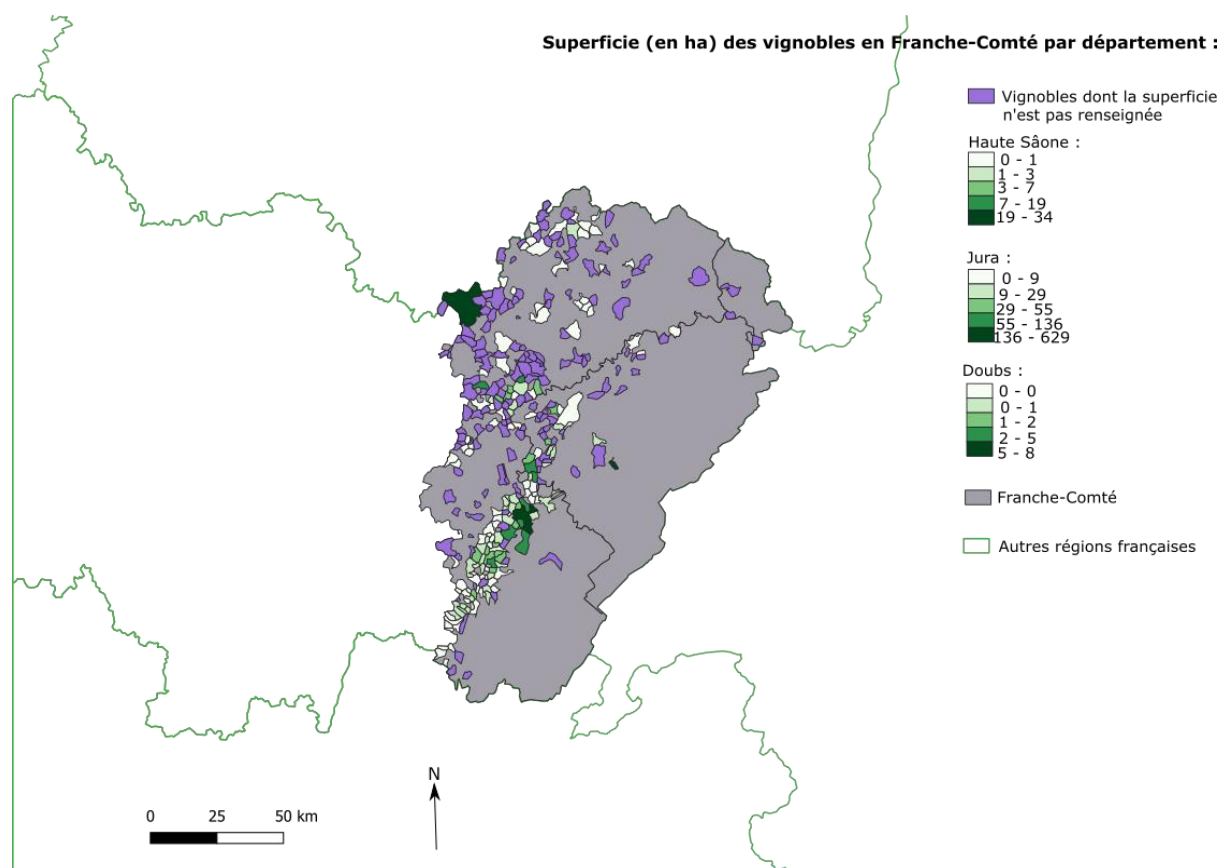 Superficie (en ha) des vignobles en Franche-Comté par département :
Vignobles dont la superficie
n'est pas renseignée
Haute Sâone :
0 - 1
1 - 3
3 - 7
7 - 19
19 - 34
Jura :
0 - 9
9 - 29
29 - 55
55 - 136
136 - 629
Doubs :
0 - 0
0 - 1
1 - 2
2 - 5
5 - 8
Franche-Comté
Autres régions françaises
N
0 25 50 km